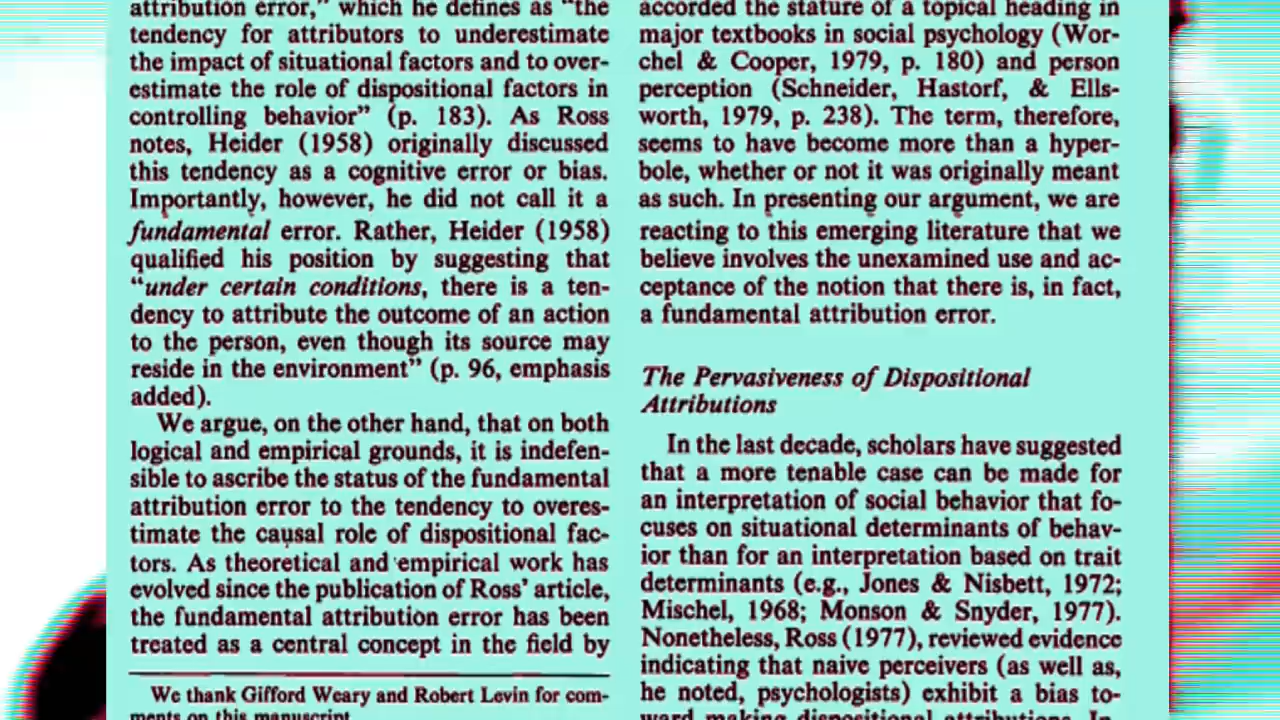 attribution error," which he defines as "the
tendency for attributors to underestimate
the impact of situational factors and to over-
estimate the role of dispositional factors in
controlling behavior" (p. 183). As Ross
notes, Heider (1958) originally discussed
this tendency as a cognitive error or bias.
Importantly, however, he did not call it a
fundamental error. Rather, Heider (1958)
qualified his position by suggesting that
"under certain conditions, there is a ten-
dency to attribute the outcome of an action
to the person, even though its source may
reside in the environment" (p. 96, emphasis
added).
We argue, on the other hand, that on both
logical and empirical grounds, it is indefen-
sible to ascribe the status of the fundamental
attribution error to the tendency to overes-
timate the causal role of dispositional fac-
tors. As theoretical and empirical work has
evolved since the publication of Ross' article,
the fundamental attribution error has been
treated as a central concept in the field by
We thank Gifford Weary and Robert Levin for com-
ments on this manuscript.
accorded the stature of a topical heading in
major textbooks in social psychology (Wor-
chel & Cooper, 1979, p. 180) and person
perception (Schneider, Hastorf, & Ells-
worth, 1979, p. 238). The term, therefore,
seems to have become more than a hyper-
bole, whether or not it was originally meant
as such. In presenting our argument, we are
reacting to this emerging literature that we
believe involves the unexamined use and ac-
ceptance of the notion that there is, in fact,
a fundamental attribution error.
The Pervasiveness of Dispositional
Attributions
In the last decade, scholars have suggested
that a more tenable case can be made for
an interpretation of social behavior that fo-
cuses on situational determinants of behav-
ior than for an interpretation based on trait
determinants (e.g., Jones & Nisbett, 1972;
Mischel, 1968; Monson & Snyder, 1977).
Nonetheless, Ross (1977), reviewed evidence
indicating that naive perceivers (as well as,
he noted, psychologists) exhibit a bias to-
ward making dispositional attributions. In-